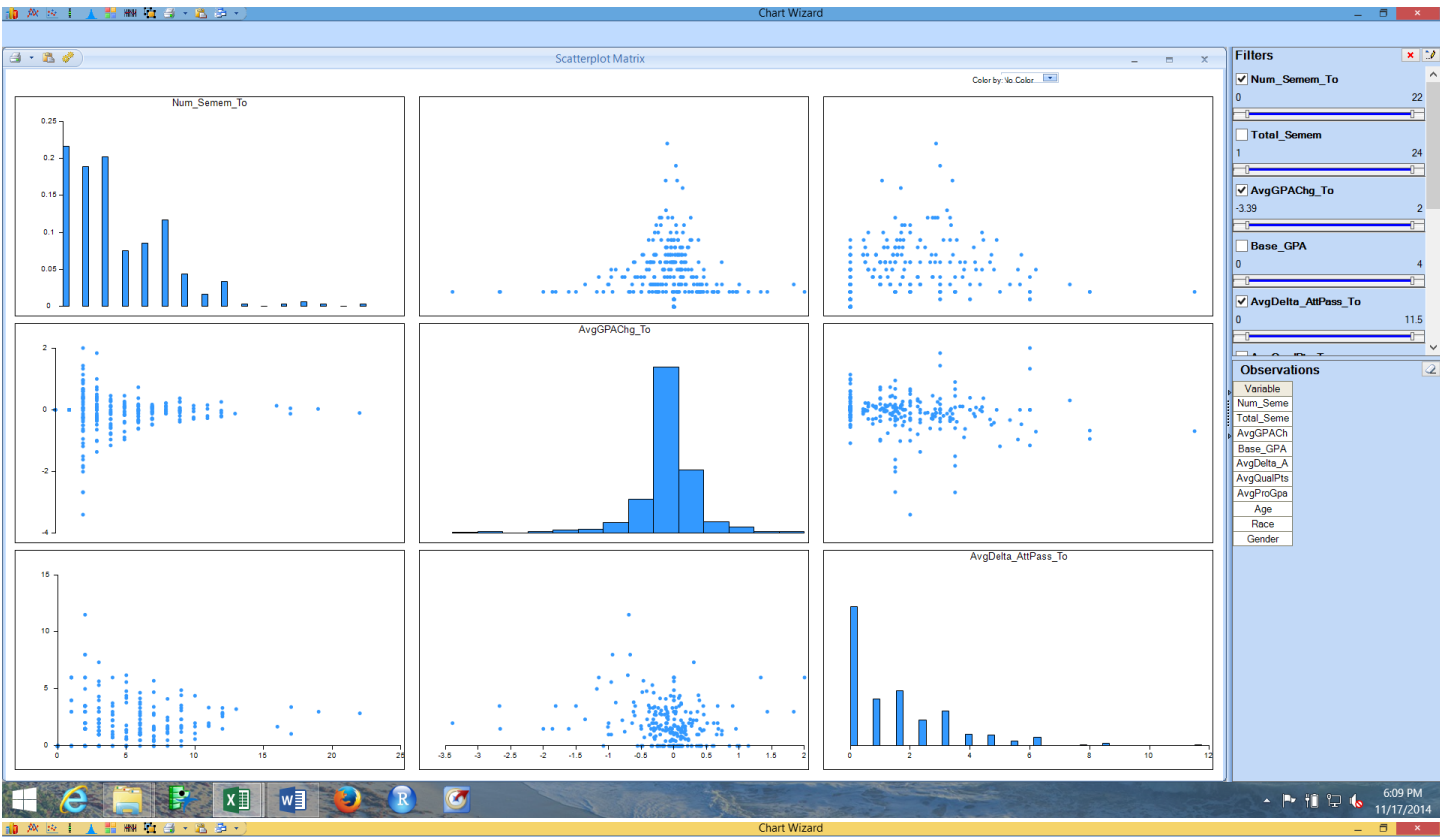 Chart Wizard
Scatterplot Matrix
Color by: No Color...
Num_Semem_To
0.25
0.2
0.15
0.1
0.05
0
AvgGPAChg_To
2
0
-2
-4
AvgDelta_AttPass_To
15
10
5
0
0 5 10 15 20 25
-3.5 -3 -2.5 -2 -1.5 -1 -0.5 0 0.5 1 1.5 2
0 2 4 6 8 10 12
Filters
Num_Semem_To
0 22
Total_Semem
1 24
AvgGPAChg_To
-3.39 2
Base_GPA
0 4
AvgDelta_AttPass_To
0 11.5
Observations
Variable
Num_Seme
Total_Seme
AvgGPACh
Base_GPA
AvgDelta_A
AvgQualPts
AvgProGpa
Age
Race
Gender
6:09 PM
11/17/2014
Chart Wizard